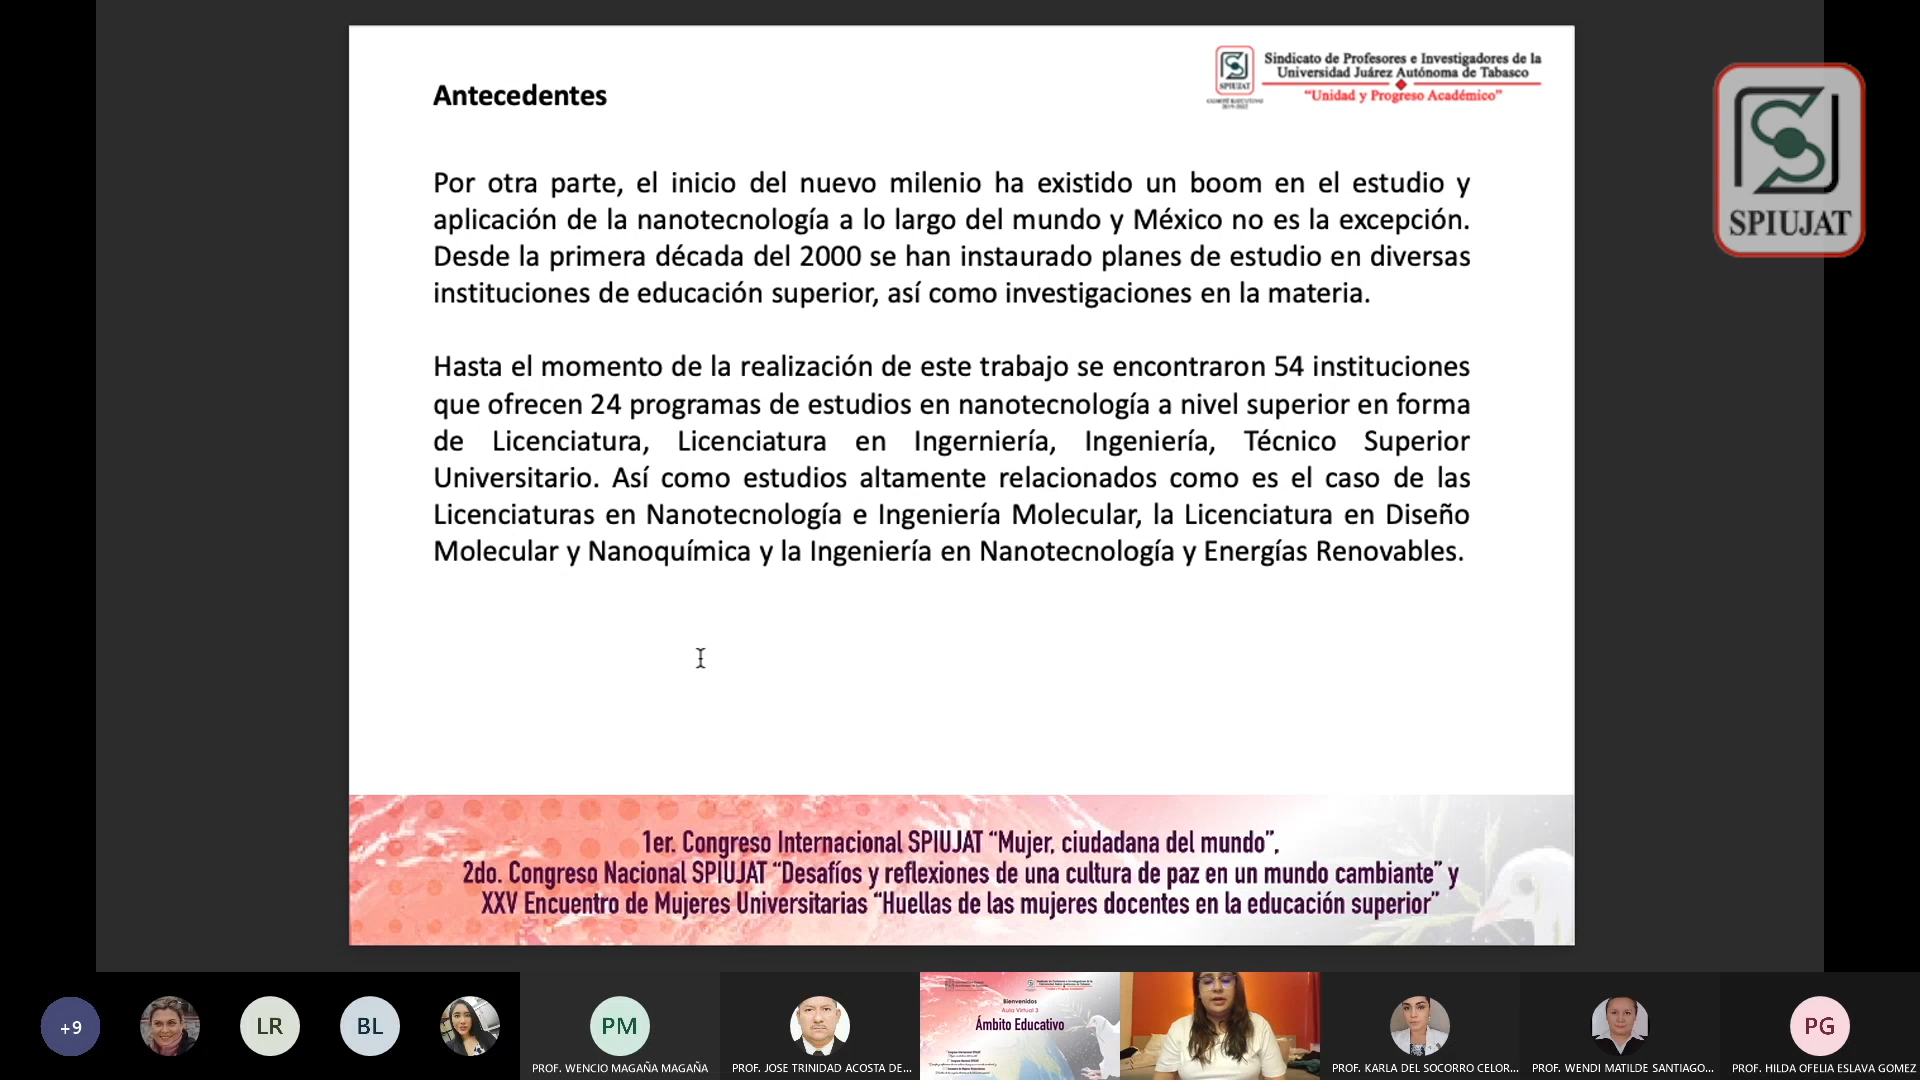 Antecedentes
Sindicato de Profesores e Investigadores de la
Universidad Juárez Autónoma de Tabasco
“Unidad y Progreso Académico”
SPIUJAT
COMITÉ EJECUTIVO
2019-2022
SPIUJAT
Por otra parte, el inicio del nuevo milenio ha existido un boom en el estudio y
aplicación de la nanotecnología a lo largo del mundo y México no es la excepción.
Desde la primera década del 2000 se han instaurado planes de estudio en diversas
instituciones de educación superior, así como investigaciones en la materia.
Hasta el momento de la realización de este trabajo se encontraron 54 instituciones
que ofrecen 24 programas de estudios en nanotecnología a nivel superior en forma
de Licenciatura, Licenciatura en Ingerniería, Ingeniería, Técnico Superior
Universitario. Así como estudios altamente relacionados como es el caso de las
Licenciaturas en Nanotecnología e Ingeniería Molecular, la Licenciatura en Diseño
Molecular y Nanoquímica y la Ingeniería en Nanotecnología y Energías Renovables.
1er. Congreso Internacional SPIUJAT “Mujer, ciudadana del mundo”,
2do. Congreso Nacional SPIUJAT “Desafíos y reflexiones de una cultura de paz en un mundo cambiante” y
XXV Encuentro de Mujeres Universitarias “Huellas de las mujeres docentes en la educación superior”
+9
LR
BL
PM
PROF. WENCIO MAGAÑA MAGAÑA
PROF. JOSE TRINIDAD ACOSTA DE...
Bienvenidos
Aula Virtual 3
Ámbito Educativo
PROF. KARLA DEL SOCORRO CELOR...
PROF. WENDI MATILDE SANTIAGO...
PG
PROF. HILDA OFELIA ESLAVA GOMEZ